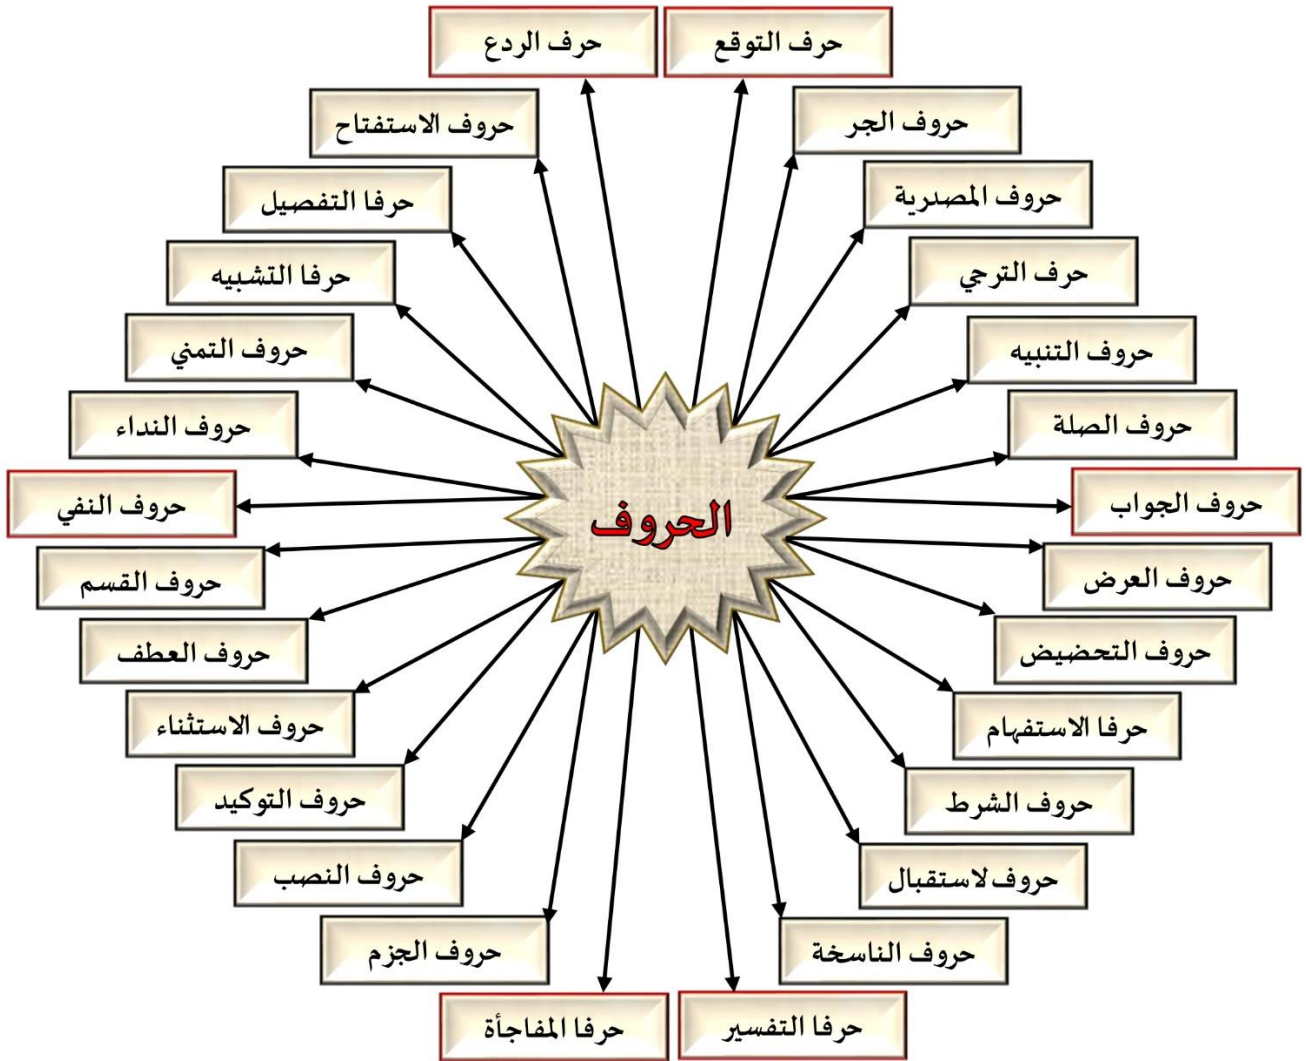 حرف التوقع
حرف الردع
حروف الجر
حروف الاستفتاح
حروف المصدرية
حرفا التفصيل
حرف الترجي
حرفا التشبيه
حروف التنبيه
حروف التمني
حروف الصلة
حروف النداء
حروف الجواب
حروف النفي
الحروف
حروف العرض
حروف القسم
حروف التحضيض
حروف العطف
حرفا الاستفهام
حروف الاستثناء
حروف الشرط
حروف التوكيد
حروف لاستقبال
حروف النصب
حروف الناسخة
حروف الجزم
حرفا التفسير
حرفا المفاجأة